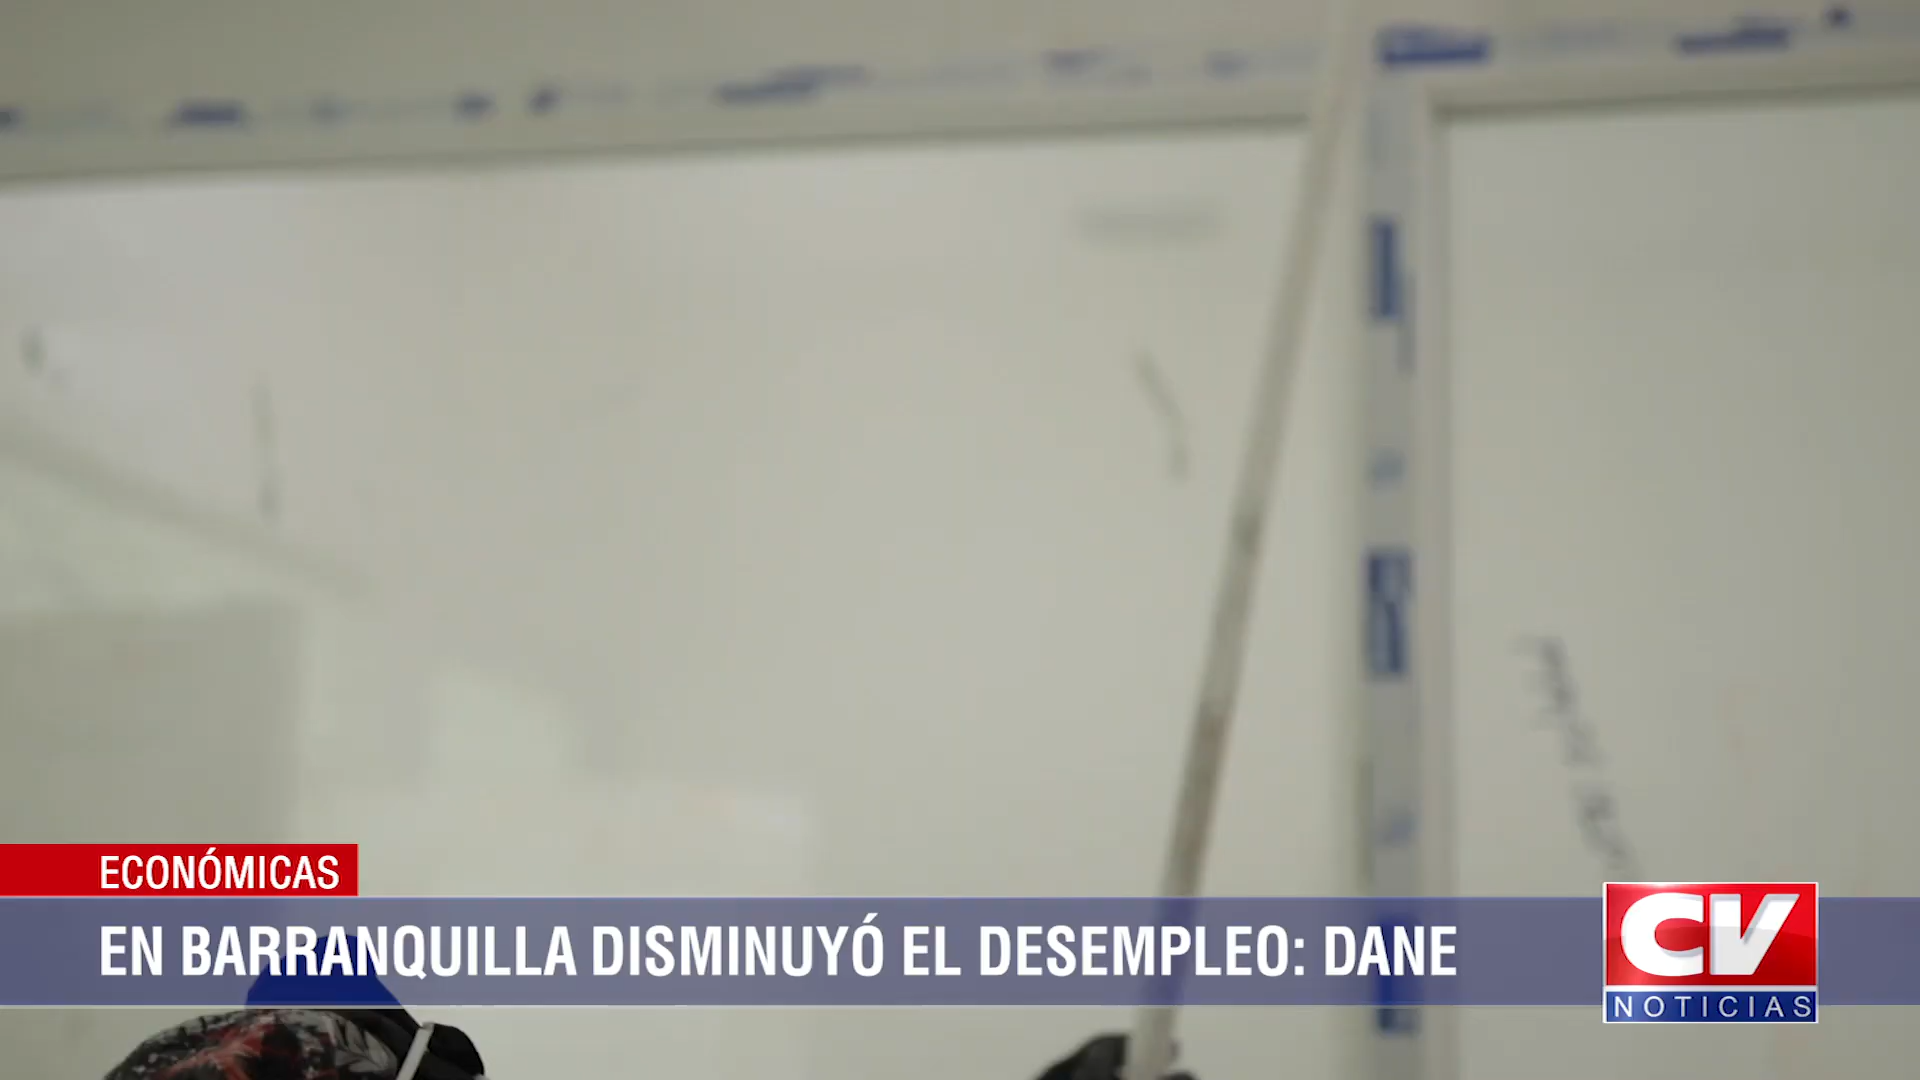 ECONÓMICAS
EN BARRANQUILLA DISMINUYÓ EL DESEMPLEO: DANE
CV
NOTICIAS